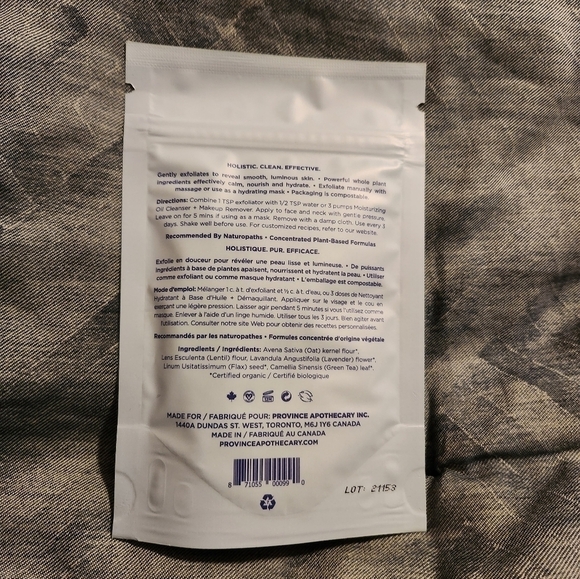 HOLISTIC. CLEAN. EFFECTIVE.
Gently exfoliates to reveal smooth, luminous skin. • Powerful whole plant
ingredients effectively calm, nourish and hydrate. • Exfoliate manually with
massage or use as a hydrating mask • Packaging is compostable.
Directions: Combine 1 TSP exfoliator with 1/2 TSP water or 3 pumps Moisturizing
Oil Cleanser + Makeup Remover. Apply to face and neck with gentle pressure.
Leave on for 5 mins if using as a mask. Remove with a damp cloth. Use every 3
days. Shake well before use. For customized recipes, refer to our website.
Recommended By Naturopaths • Concentrated Plant-Based Formulas
HOLISTIQUE. PUR. EFFICACE.
Exfolie en douceur pour révéler une peau lisse et lumineuse. • De puissants
ingrédients à base de plantes apaisent, nourrissent et hydratent la peau. • Utiliser
comme exfoliant ou comme masque hydratant • L'emballage est compostable.
Mode d'emploi: Mélanger 1 c. à t. d'exfoliant et ½ c. à t. d'eau, ou 3 doses de Nettoyant
Hydratant à Base d'Huile + Démaquillant. Appliquer sur le visage et le cou en
exerçant une légère pression. Laisser agir pendant 5 minutes si vous l'utilisez comme
masque. Enlever à l'aide d'un linge humide. Utiliser tous les 3 jours. Bien agiter avant
l'utilisation. Consulter notre site Web pour obtenir des recettes personnalisées.
Recommandés par les naturopathes • Formules concentrées d'origine végétale
Ingredients / Ingrédients: Avena Sativa (Oat) kernel flour*,
Lens Esculenta (Lentil) flour, Lavandula Angustifolia (Lavender) flower*,
Linum Usitatissimum (Flax) seed*, Camellia Sinensis (Green Tea) leaf*.
*Certified organic / Certifié biologique
MADE FOR / FABRIQUÉ POUR: PROVINCE APOTHECARY INC.
1440A DUNDAS ST. WEST, TORONTO, M6J 1Y6 CANADA
MADE IN / FABRIQUÉ AU CANADA
PROVINCEAPOTHECARY.COM
8 71055 00099 0
LOT: 21153